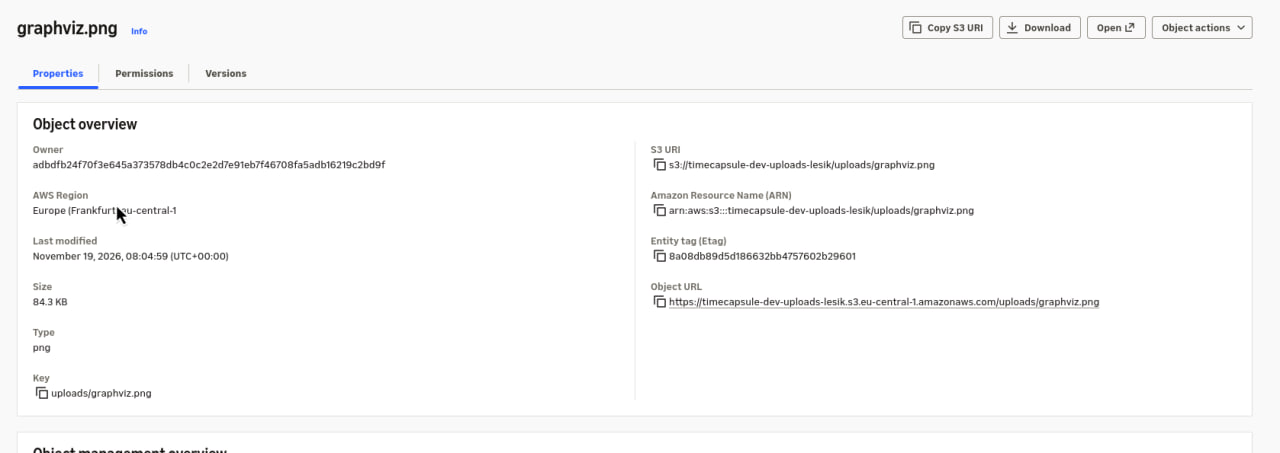 graphviz.png Info
Copy S3 URI Download Open Object actions
Properties Permissions Versions
Object overview
Owner
adbdfb24f70f3e645a373578db4c0c2e2d7e91eb7f46708fa5adb16219c2bd9f
AWS Region
Europe (Frankfurt) eu-central-1
Last modified
November 19, 2026, 08:04:59 (UTC+00:00)
Size
84.3 KB
Type
png
Key
uploads/graphviz.png
S3 URI
s3://timecapsule-dev-uploads-lesik/uploads/graphviz.png
Amazon Resource Name (ARN)
arn:aws:s3:::timecapsule-dev-uploads-lesik/uploads/graphviz.png
Entity tag (Etag)
8a08db89d5d186632bb4757602b29601
Object URL
https://timecapsule-dev-uploads-lesik.s3.eu-central-1.amazonaws.com/uploads/graphviz.png
Object management overview